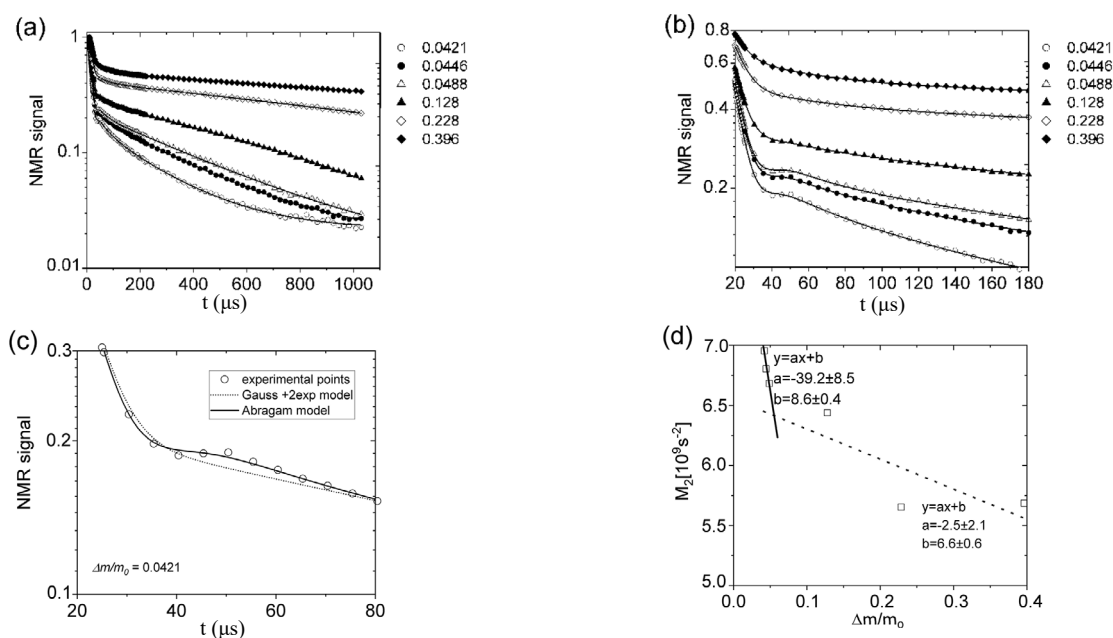 (a)
1
0.1
0.01
NMR signal
0 200 400 600 800 1000
t (μs)
0.0421
0.0446
0.0488
0.128
0.228
0.396
(b)
0.8
0.6
0.4
0.2
NMR signal
20 40 60 80 100 120 140 160 180
t (μs)
0.0421
0.0446
0.0488
0.128
0.228
0.396
(c)
0.3
0.2
0.1
NMR signal
experimental points
Gauss +2exp model
Abragam model
Δm/m0 = 0.0421
20 40 60 80
t (μs)
(d)
7.0
6.5
6.0
5.5
5.0
M2[10⁹s⁻²]
y=ax+b
a=-39.2±8.5
b=8.6±0.4
y=ax+b
a=-2.5±2.1
b=6.6±0.6
0.0 0.1 0.2 0.3 0.4
Δm/m0